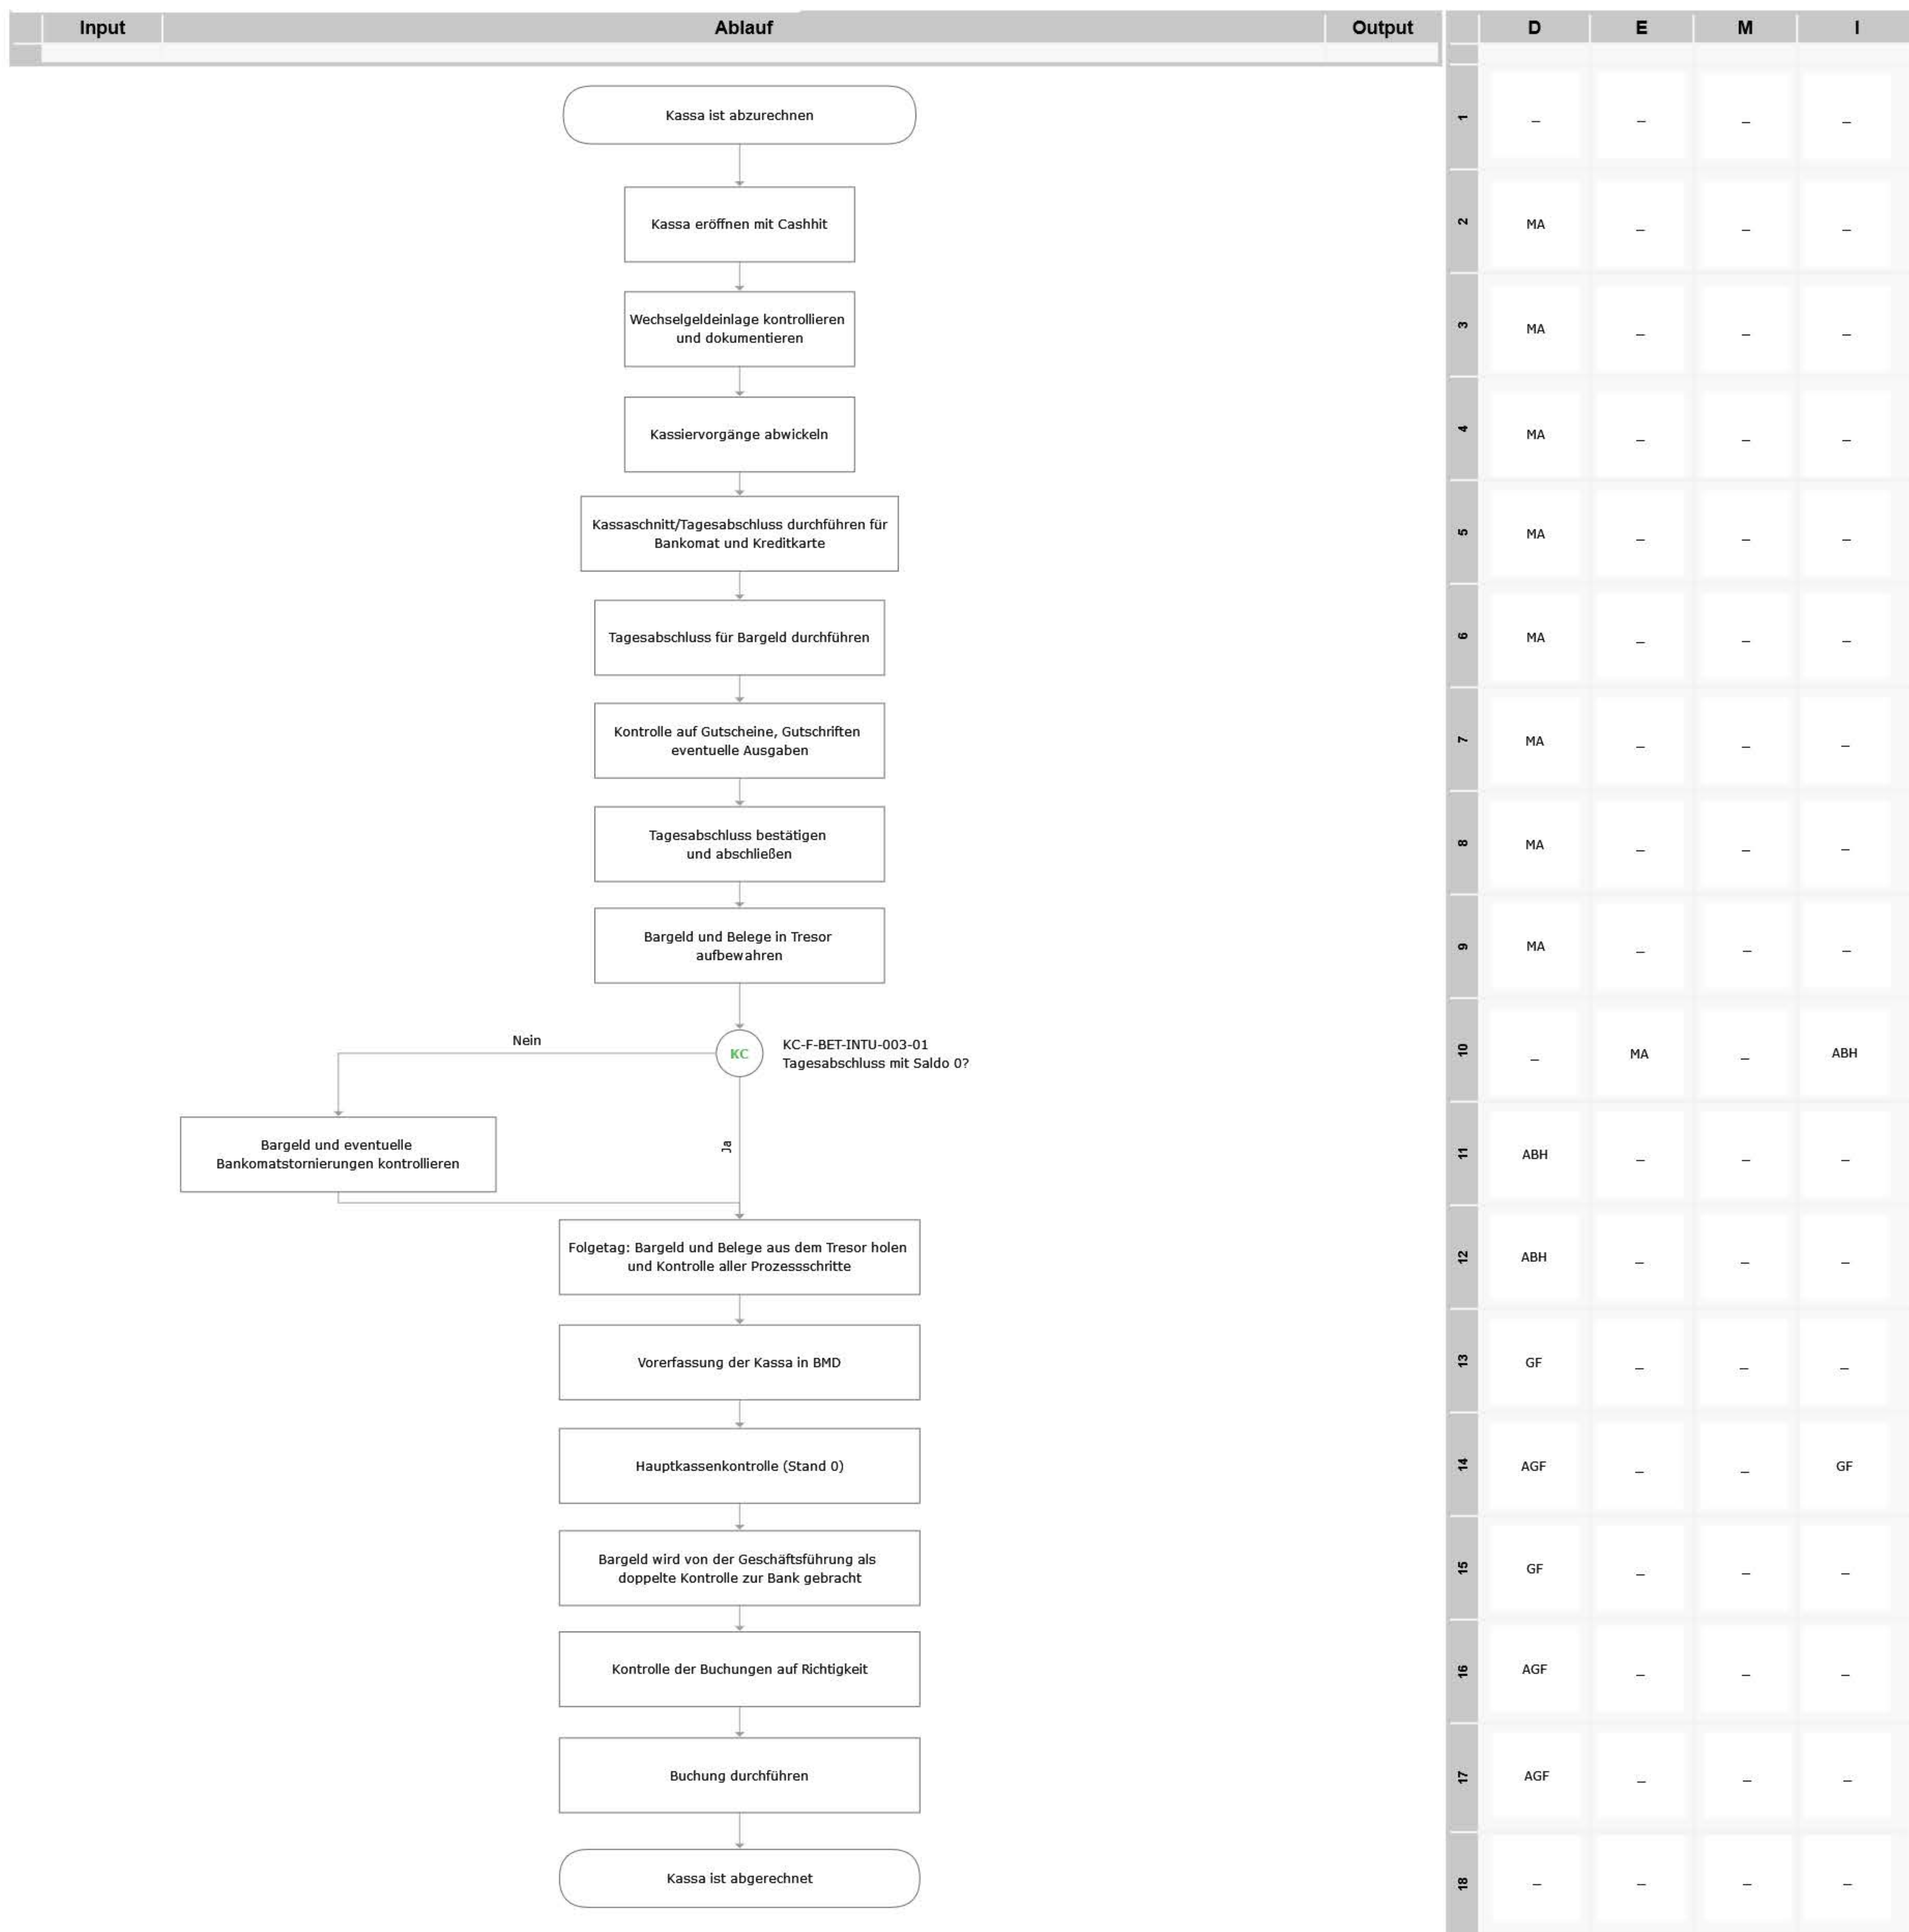 Input Ablauf Output D E M I
Kassa ist abzurechnen
1 _ _ _ _
Kassa eröffnen mit Cashhit
2 MA _ _ _
Wechselgeldeinlage kontrollieren
und dokumentieren
3 MA _ _ _
Kassiervorgänge abwickeln
4 MA _ _ _
Kassaschnitt/Tagesabschluss durchführen für
Bankomat und Kreditkarte
5 MA _ _ _
Tagesabschluss für Bargeld durchführen
6 MA _ _ _
Kontrolle auf Gutscheine, Gutschriften
eventuelle Ausgaben
7 MA _ _ _
Tagesabschluss bestätigen
und abschließen
8 MA _ _ _
Bargeld und Belege in Tresor
aufbewahren
9 MA _ _ _
Nein
KC
KC-F-BET-INTU-003-01
Tagesabschluss mit Saldo 0?
10 _ MA _ ABH
Bargeld und eventuelle
Bankomatstornierungen kontrollieren
Ja
11 ABH _ _ _
Folgetag: Bargeld und Belege aus dem Tresor holen
und Kontrolle aller Prozessschritte
12 ABH _ _ _
Vorerfassung der Kassa in BMD
13 GF _ _ _
Hauptkassenkontrolle (Stand 0)
14 AGF _ _ GF
Bargeld wird von der Geschäftsführung als
doppelte Kontrolle zur Bank gebracht
15 GF _ _ _
Kontrolle der Buchungen auf Richtigkeit
16 AGF _ _ _
Buchung durchführen
17 AGF _ _ _
Kassa ist abgerechnet
18 _ _ _ _